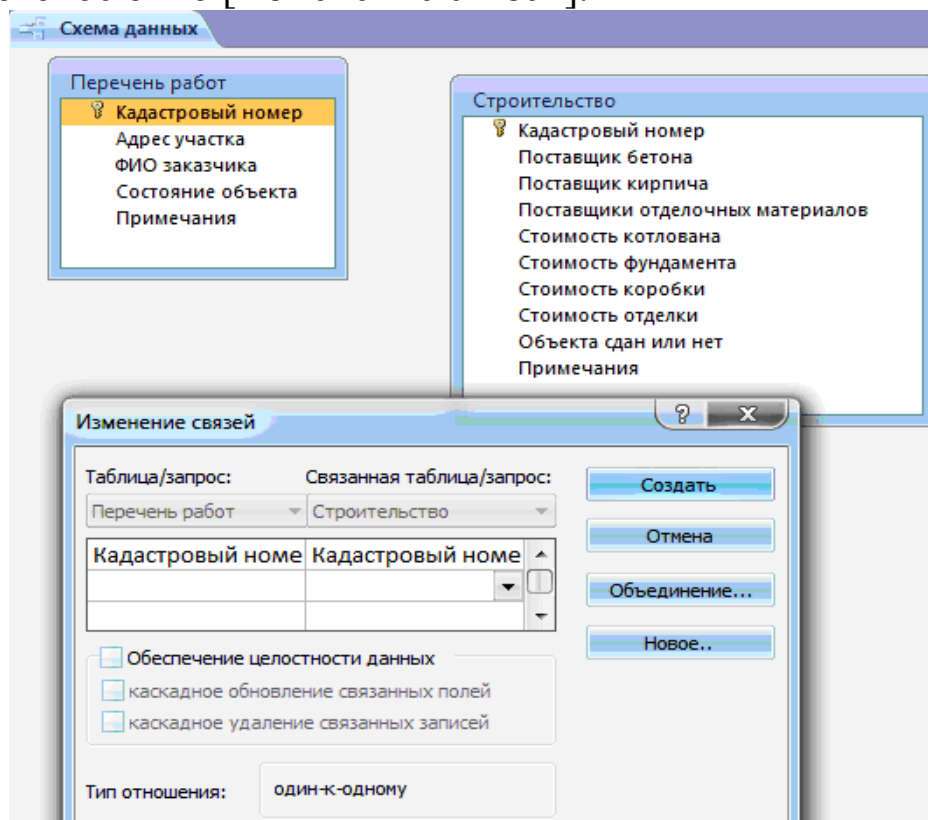 Схема данных
Перечень работ
Кадастровый номер
Адрес участка
ФИО заказчика
Состояние объекта
Примечания
Строительство
Кадастровый номер
Поставщик бетона
Поставщик кирпича
Поставщики отделочных материалов
Стоимость котлована
Стоимость фундамента
Стоимость коробки
Стоимость отделки
Объекта сдан или нет
Примечания
Изменение связей
Таблица/запрос: Связанная таблица/запрос:
Перечень работ Строительство
Кадастровый номе Кадастровый номе
Обеспечение целостности данных
каскадное обновление связанных полей
каскадное удаление связанных записей
Тип отношения: один-к-одному
Создать
Отмена
Объединение...
Новое..